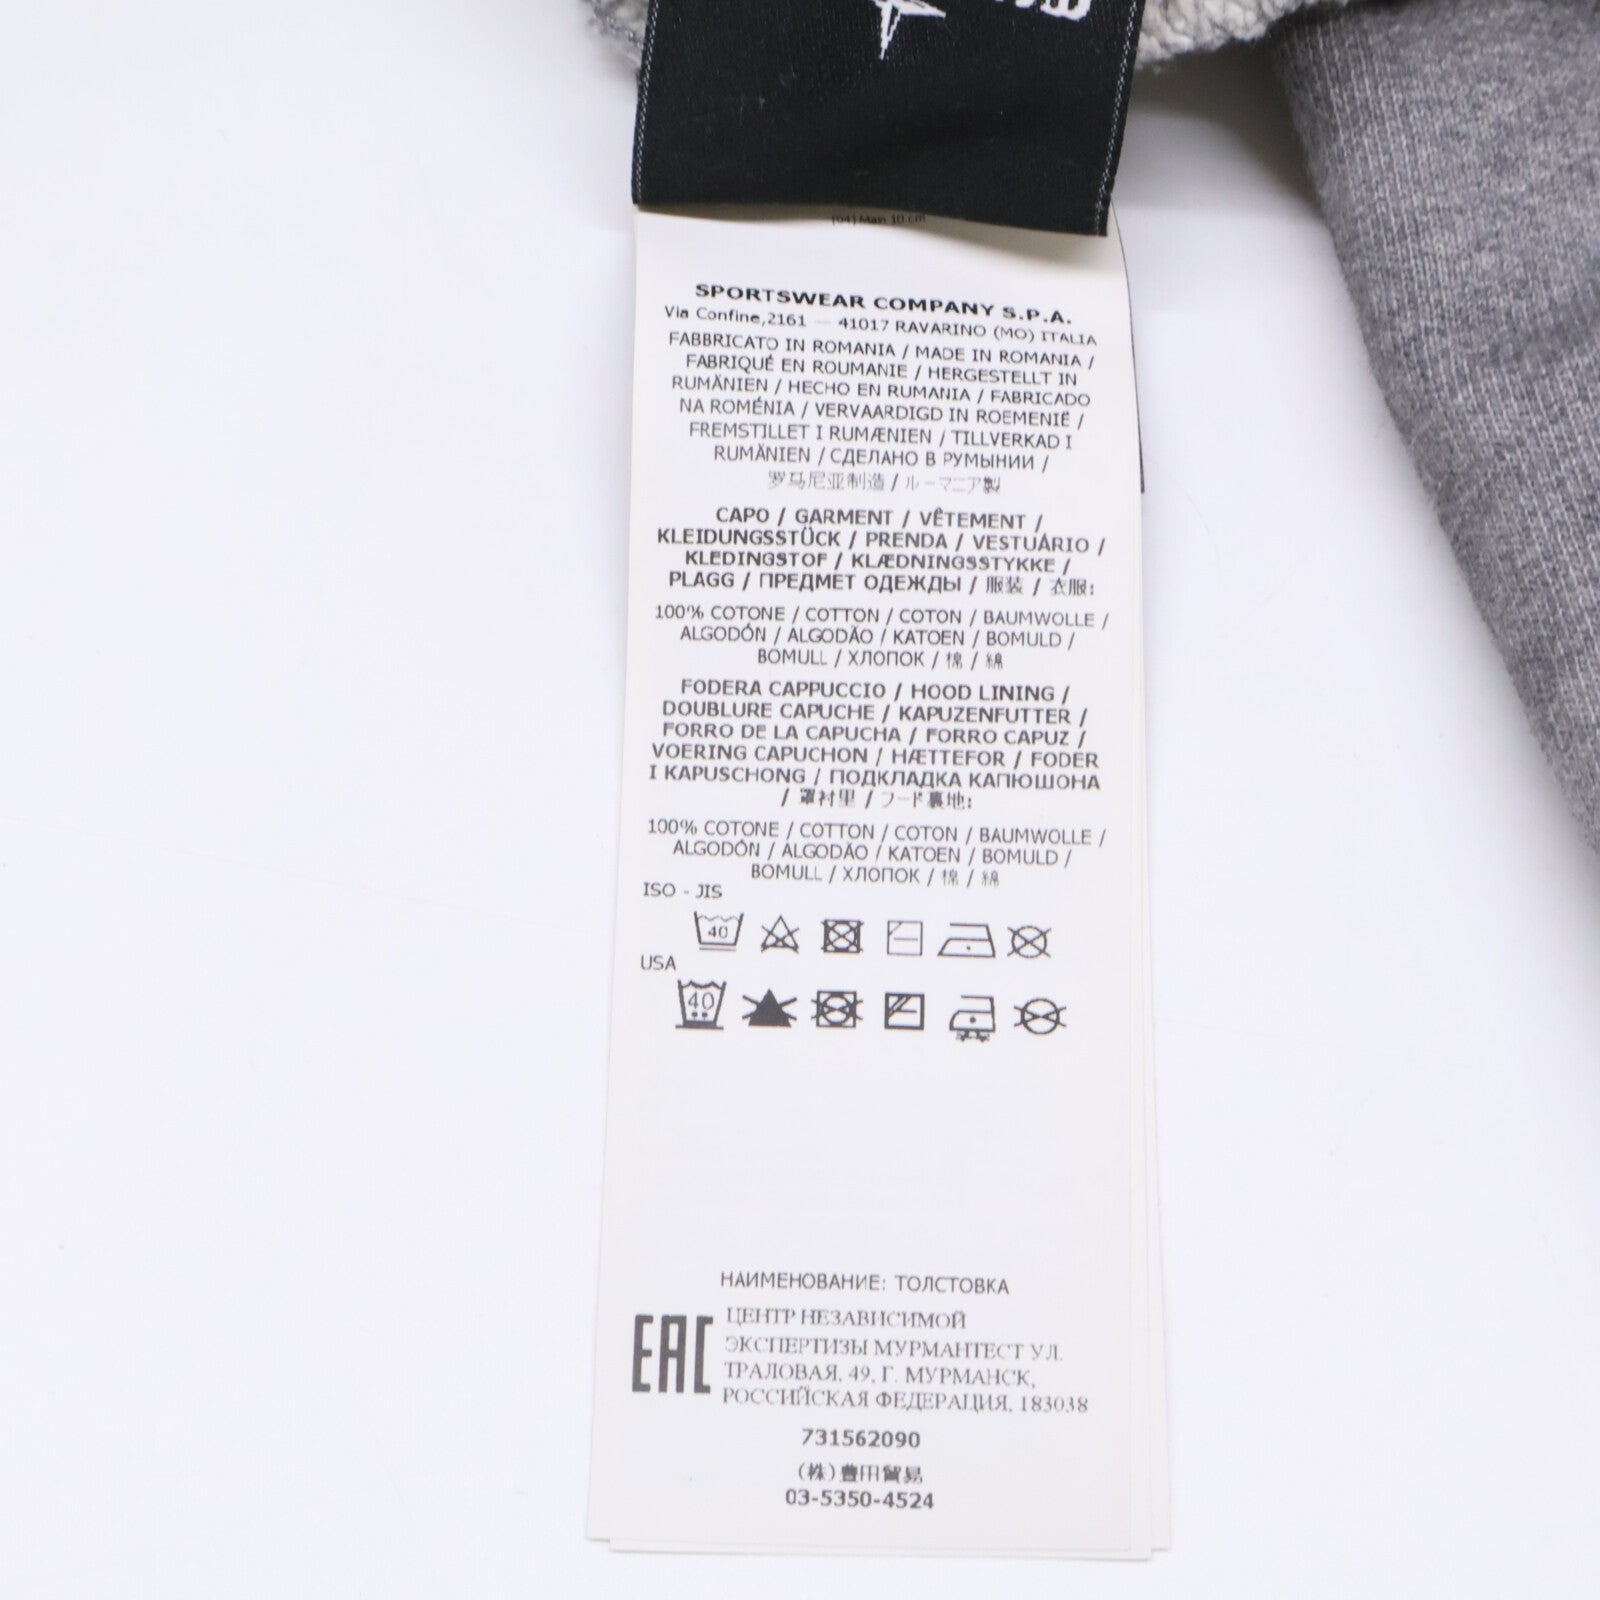 [04] Main 10 cm
SPORTSWEAR COMPANY S.P.A.
Via Confine,2161 — 41017 RAVARINO (MO) ITALIA
FABBRICATO IN ROMANIA / MADE IN ROMANIA /
FABRIQUÉ EN ROUMANIE / HERGESTELLT IN
RUMÄNIEN / HECHO EN RUMANIA / FABRICADO
NA ROMÉNIA / VERVAARDIGD IN ROEMENIË /
FREMSTILLET I RUMÆNIEN / TILLVERKAD I
RUMÄNIEN / СДЕЛАНО В РУМЫНИИ /
罗马尼亚制造 / ルーマニア製
CAPO / GARMENT / VÊTEMENT /
KLEIDUNGSSTÜCK / PRENDA / VESTUÁRIO /
KLEDINGSTOF / KLÆDNINGSSTYKKE /
PLAGG / ПРЕДМЕТ ОДЕЖДЫ / 服装 / 衣服:
100% COTONE / COTTON / COTON / BAUMWOLLE /
ALGODÓN / ALGODÃO / KATOEN / BOMULD /
BOMULL / ХЛОПОК / 棉 / 綿
FODERA CAPPUCCIO / HOOD LINING /
DOUBLURE CAPUCHE / KAPUZENFUTTER /
FORRO DE LA CAPUCHA / FORRO CAPUZ /
VOERING CAPUCHON / HÆTTEFOR / FODER
I KAPUSCHONG / ПОДКЛАДКА КАПЮШОНА
/ 罩衬里 / フード裏地:
100% COTONE / COTTON / COTON / BAUMWOLLE /
ALGODÓN / ALGODÃO / KATOEN / BOMULD /
BOMULL / ХЛОПОК / 棉 / 綿
ISO - JIS
40
USA
40
НАИМЕНОВАНИЕ: ТОЛСТОВКА
EAC
ЦЕНТР НЕЗАВИСИМОЙ
ЭКСПЕРТИЗЫ МУРМАНТЕСТ УЛ.
ТРАЛОВАЯ, 49, Г. МУРМАНСК,
РОССИЙСКАЯ ФЕДЕРАЦИЯ, 183038
731562090
(株)豊田貿易
03-5350-4524